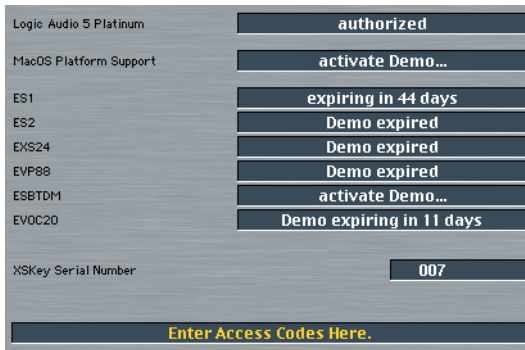 Logic Audio 5 Platinum authorized
MacOS Platform Support activate Demo...
ES1 expiring in 44 days
ES2 Demo expired
EXS24 Demo expired
EVP88 Demo expired
ESBTDM activate Demo...
EVOC20 Demo expiring in 11 days
XSKey Serial Number 007
Enter Access Codes Here.